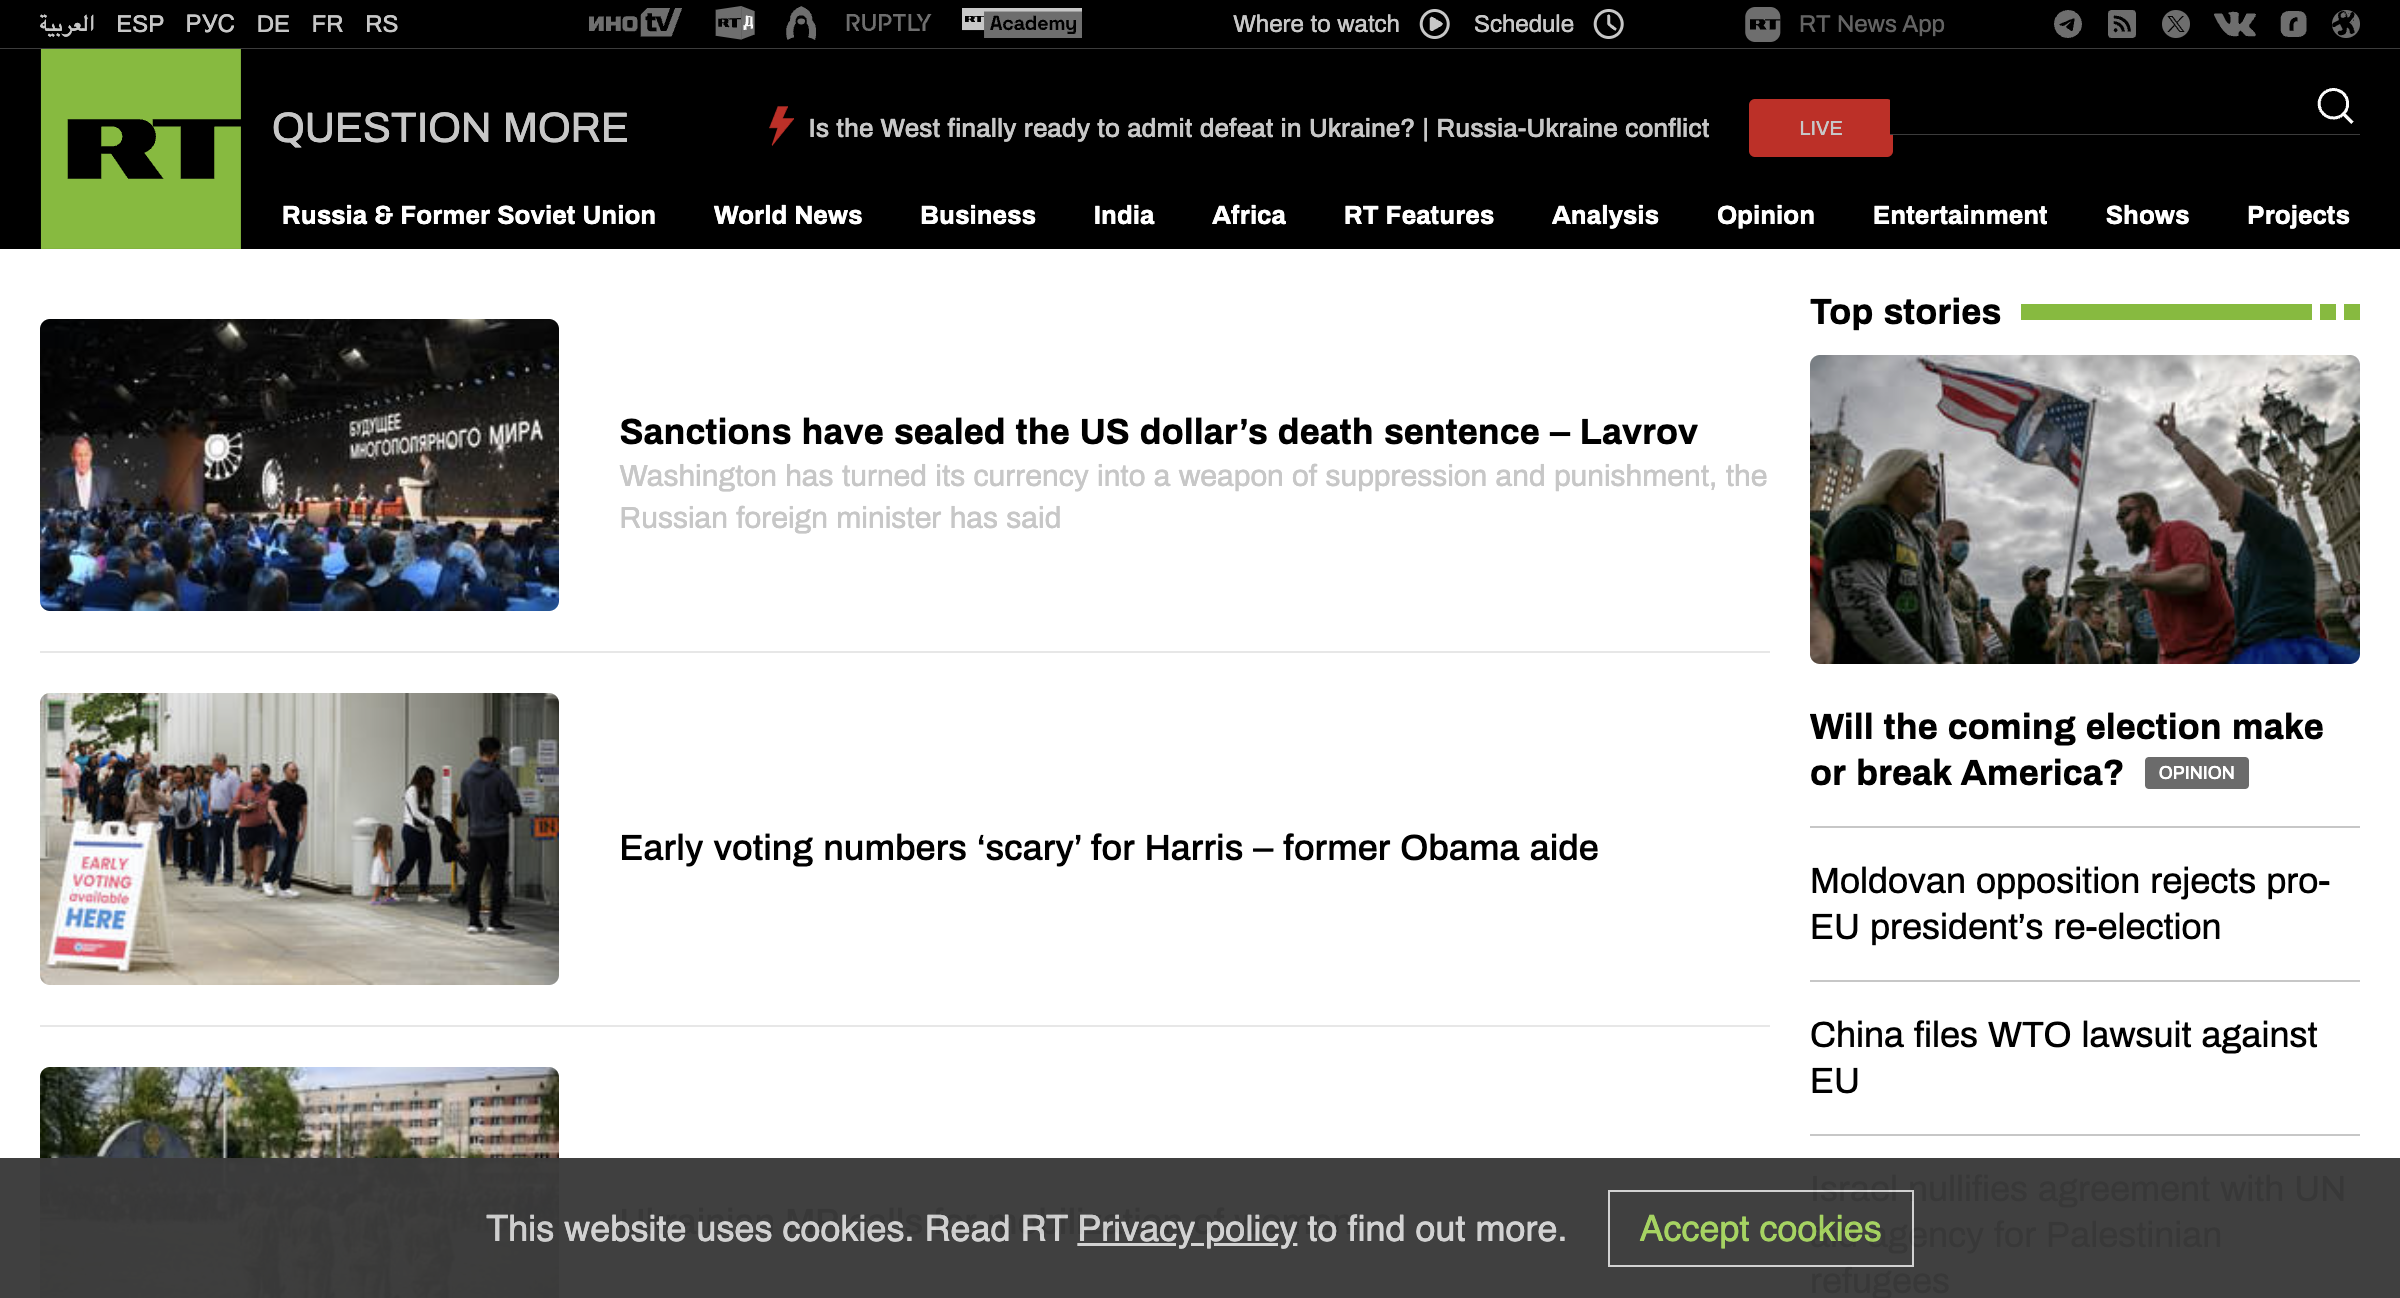 العربية ESP РУС DE FR RS
ИНОtv RT Д RUPTLY RT Academy
Where to watch Schedule
RT RT News App
RT QUESTION MORE
Is the West finally ready to admit defeat in Ukraine? | Russia-Ukraine conflict LIVE
Russia & Former Soviet Union World News Business India Africa RT Features Analysis Opinion Entertainment Shows Projects
БУДУЩЕЕ
МНОГОПОЛЯРНОГО МИРА
Sanctions have sealed the US dollar’s death sentence – Lavrov
Washington has turned its currency into a weapon of suppression and punishment, the
Russian foreign minister has said
EARLY
VOTING
available
HERE
IN
Early voting numbers ‘scary’ for Harris – former Obama aide
Top stories
Will the coming election make
or break America? OPINION
Moldovan opposition rejects pro-
EU president’s re-election
China files WTO lawsuit against
EU
Israel nullifies agreement with UN
agency for Palestinian
refugees
This website uses cookies. Read RT Privacy policy to find out more. Accept cookies